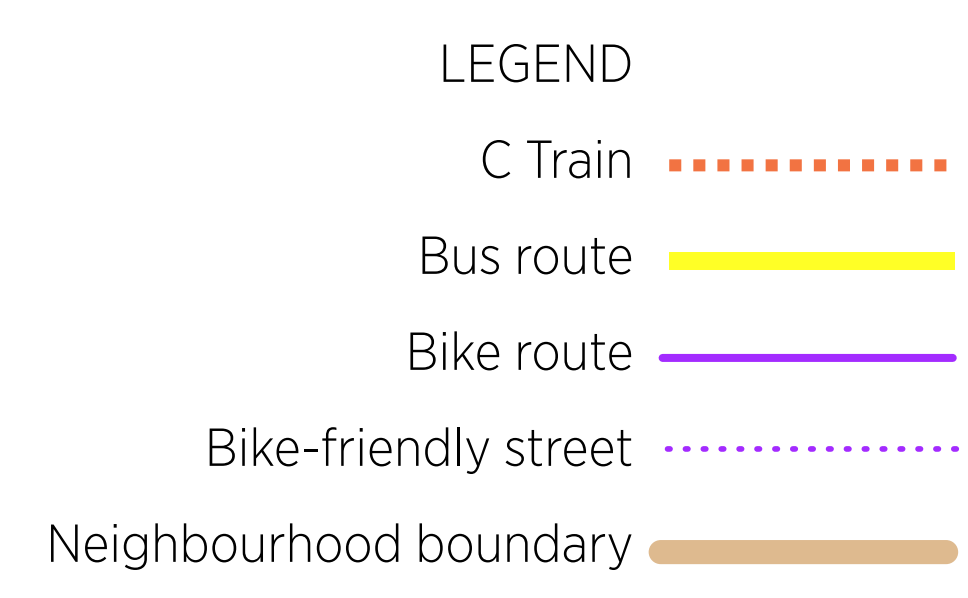 LEGEND
C Train
Bus route
Bike route
Bike-friendly street
Neighbourhood boundary